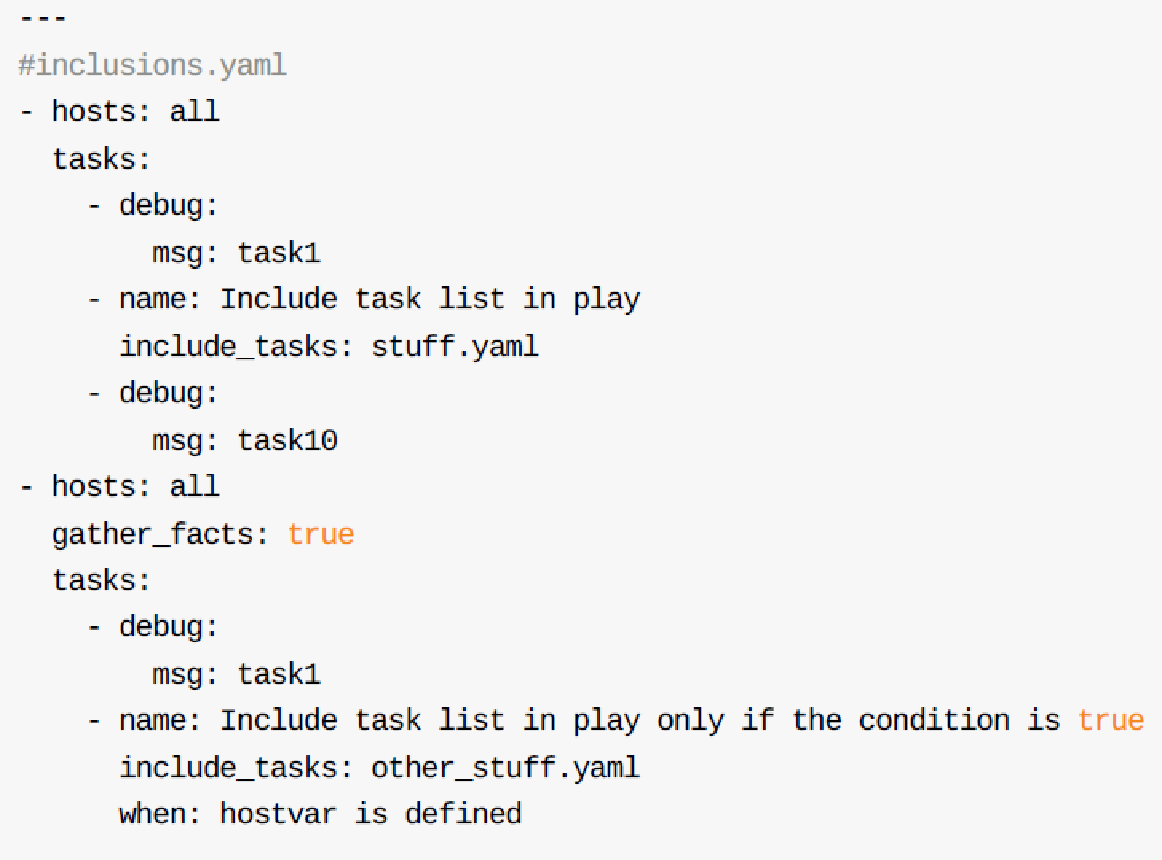 ---
#inclusions.yaml
- hosts: all
  tasks:
    - debug:
        msg: task1
    - name: Include task list in play
      include_tasks: stuff.yaml
    - debug:
        msg: task10
- hosts: all
  gather_facts: true
  tasks:
    - debug:
        msg: task1
    - name: Include task list in play only if the condition is true
      include_tasks: other_stuff.yaml
      when: hostvar is defined